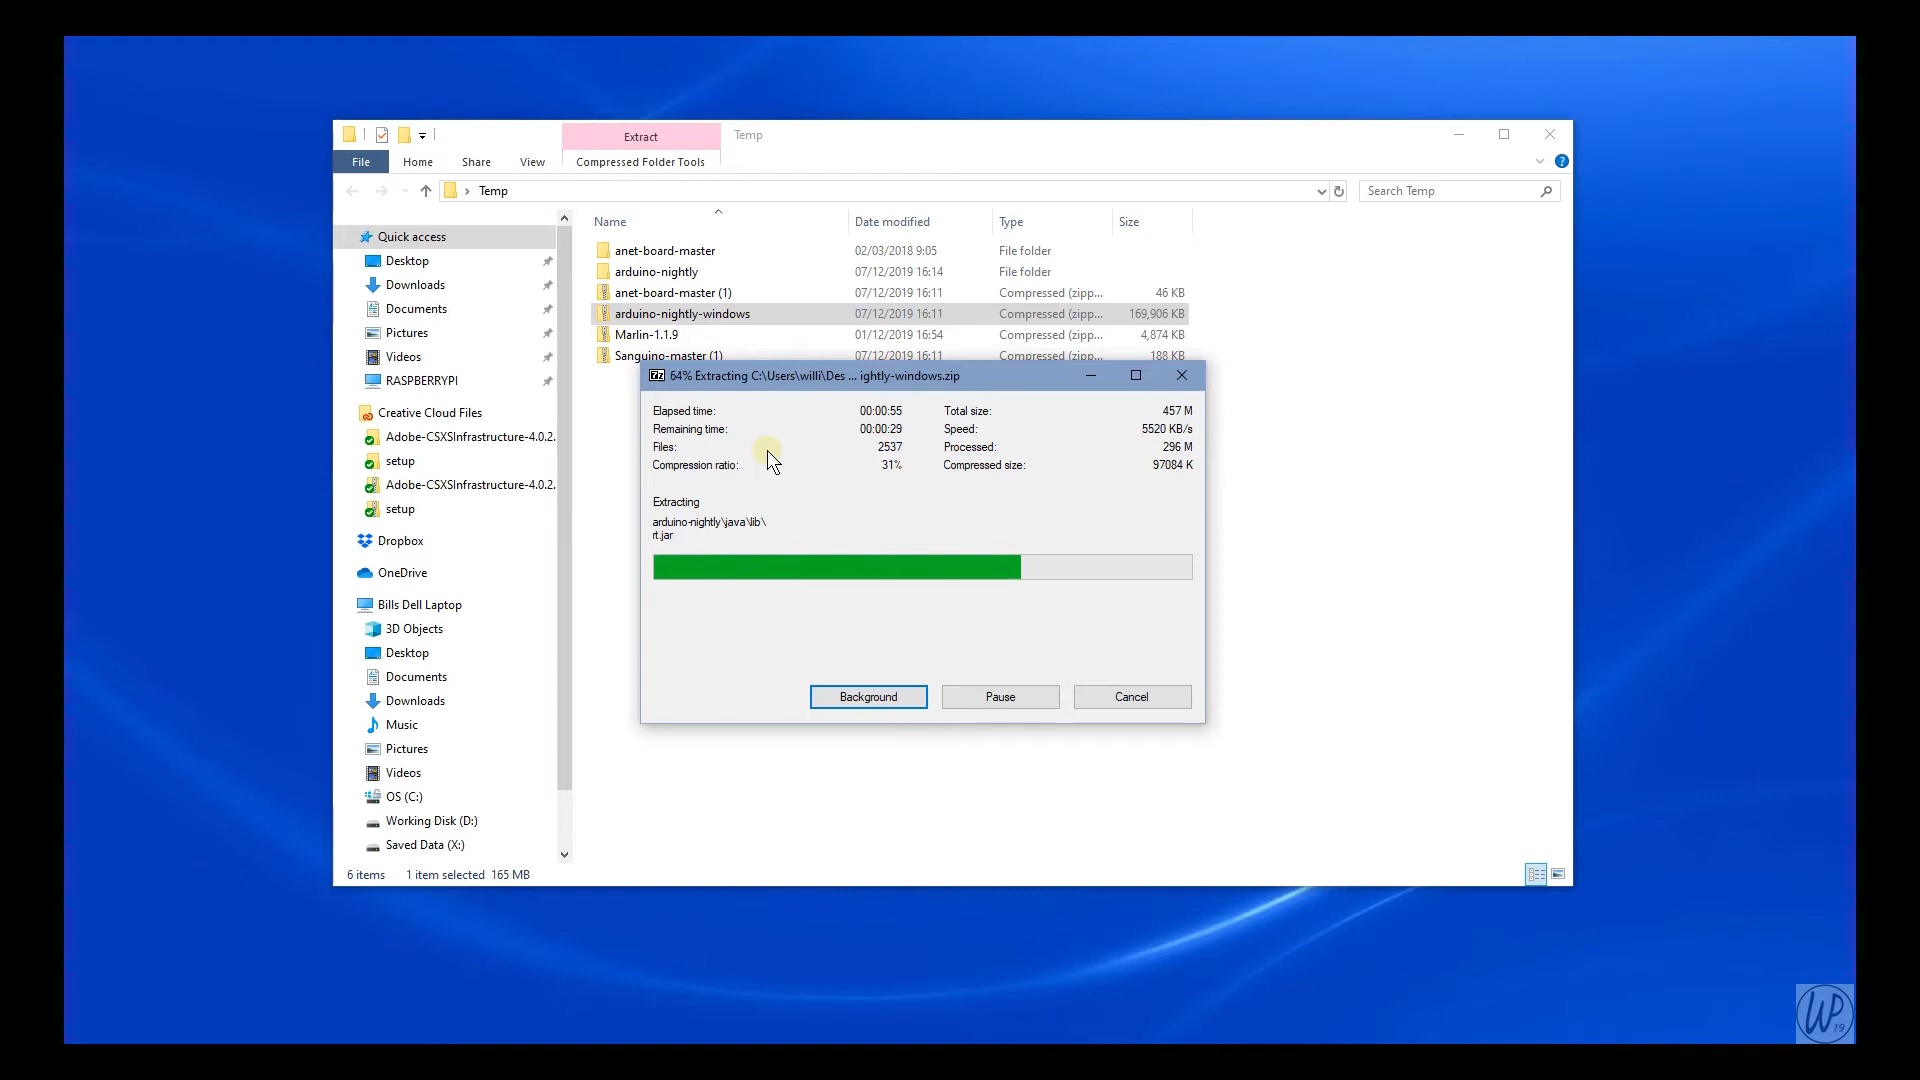 Extract
Temp
File
Home
Share
View
Compressed Folder Tools
Temp
Search Temp
Quick access
Desktop
Downloads
Documents
Pictures
Videos
RASPBERRYPI
Creative Cloud Files
Adobe-CSXSInfrastructure-4.0.2.
setup
Adobe-CSXSInfrastructure-4.0.2.
setup
Dropbox
OneDrive
Bills Dell Laptop
3D Objects
Desktop
Documents
Downloads
Music
Pictures
Videos
OS (C:)
Working Disk (D:)
Saved Data (X:)
Name Date modified Type Size
anet-board-master 02/03/2018 9:05 File folder
arduino-nightly 07/12/2019 16:14 File folder
anet-board-master (1) 07/12/2019 16:11 Compressed (zipp... 46 KB
arduino-nightly-windows 07/12/2019 16:11 Compressed (zipp... 169,906 KB
Marlin-1.1.9 01/12/2019 16:54 Compressed (zipp... 4,874 KB
Sanguino-master (1) 07/12/2019 16:11 Compressed (zipp... 188 KB
64% Extracting C:\Users\willi\Des ... ightly-windows.zip
Elapsed time: 00:00:55 Total size: 457 M
Remaining time: 00:00:29 Speed: 5520 KB/s
Files: 2537 Processed: 296 M
Compression ratio: 31% Compressed size: 97084 K
Extracting
arduino-nightly\java\lib\
rt.jar
Background
Pause
Cancel
6 items 1 item selected 165 MB
WP
19